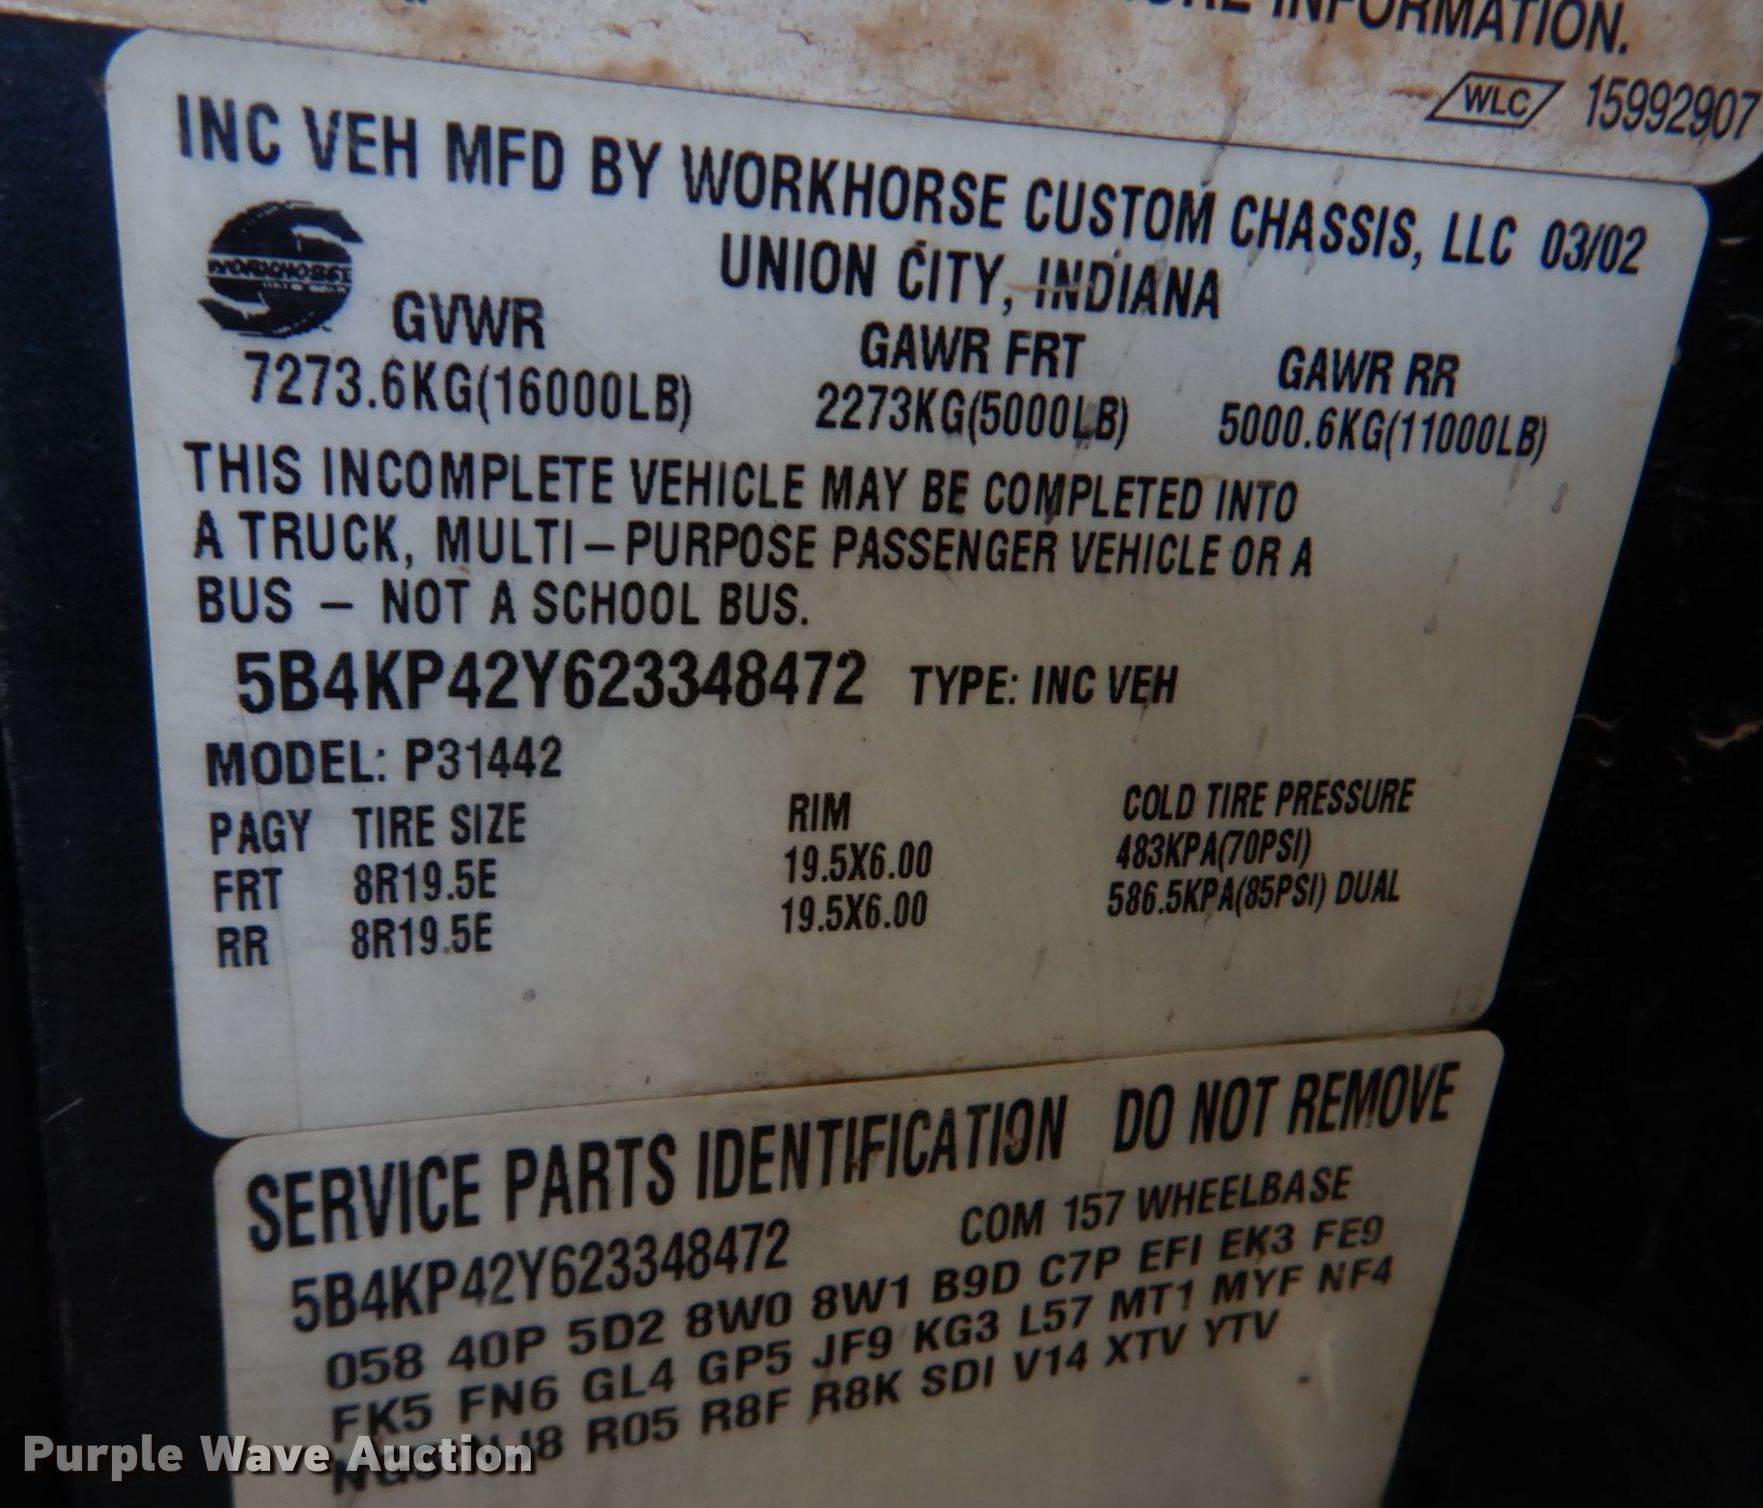 INFORMATION.
WLC 15992907
INC VEH MFD BY WORKHORSE CUSTOM CHASSIS, LLC 03/02
UNION CITY, INDIANA
WORKHORSE
GVWR GAWR FRT GAWR RR
7273.6KG(16000LB) 2273KG(5000LB) 5000.6KG(11000LB)
THIS INCOMPLETE VEHICLE MAY BE COMPLETED INTO
A TRUCK, MULTI-PURPOSE PASSENGER VEHICLE OR A
BUS - NOT A SCHOOL BUS.
5B4KP42Y623348472 TYPE: INC VEH
MODEL: P31442
PAGY TIRE SIZE RIM COLD TIRE PRESSURE
FRT 8R19.5E 19.5X6.00 483KPA(70PSI)
RR 8R19.5E 19.5X6.00 586.5KPA(85PSI) DUAL
SERVICE PARTS IDENTIFICATION DO NOT REMOVE
5B4KP42Y623348472 COM 157 WHEELBASE
058 40P 5D2 8W0 8W1 B9D C7P EFI EK3 FE9
FK5 FN6 GL4 GP5 JF9 KG3 L57 MT1 MYF NF4
R05 R8F R8K SDI V14 XTV YTV
Purple Wave Auction